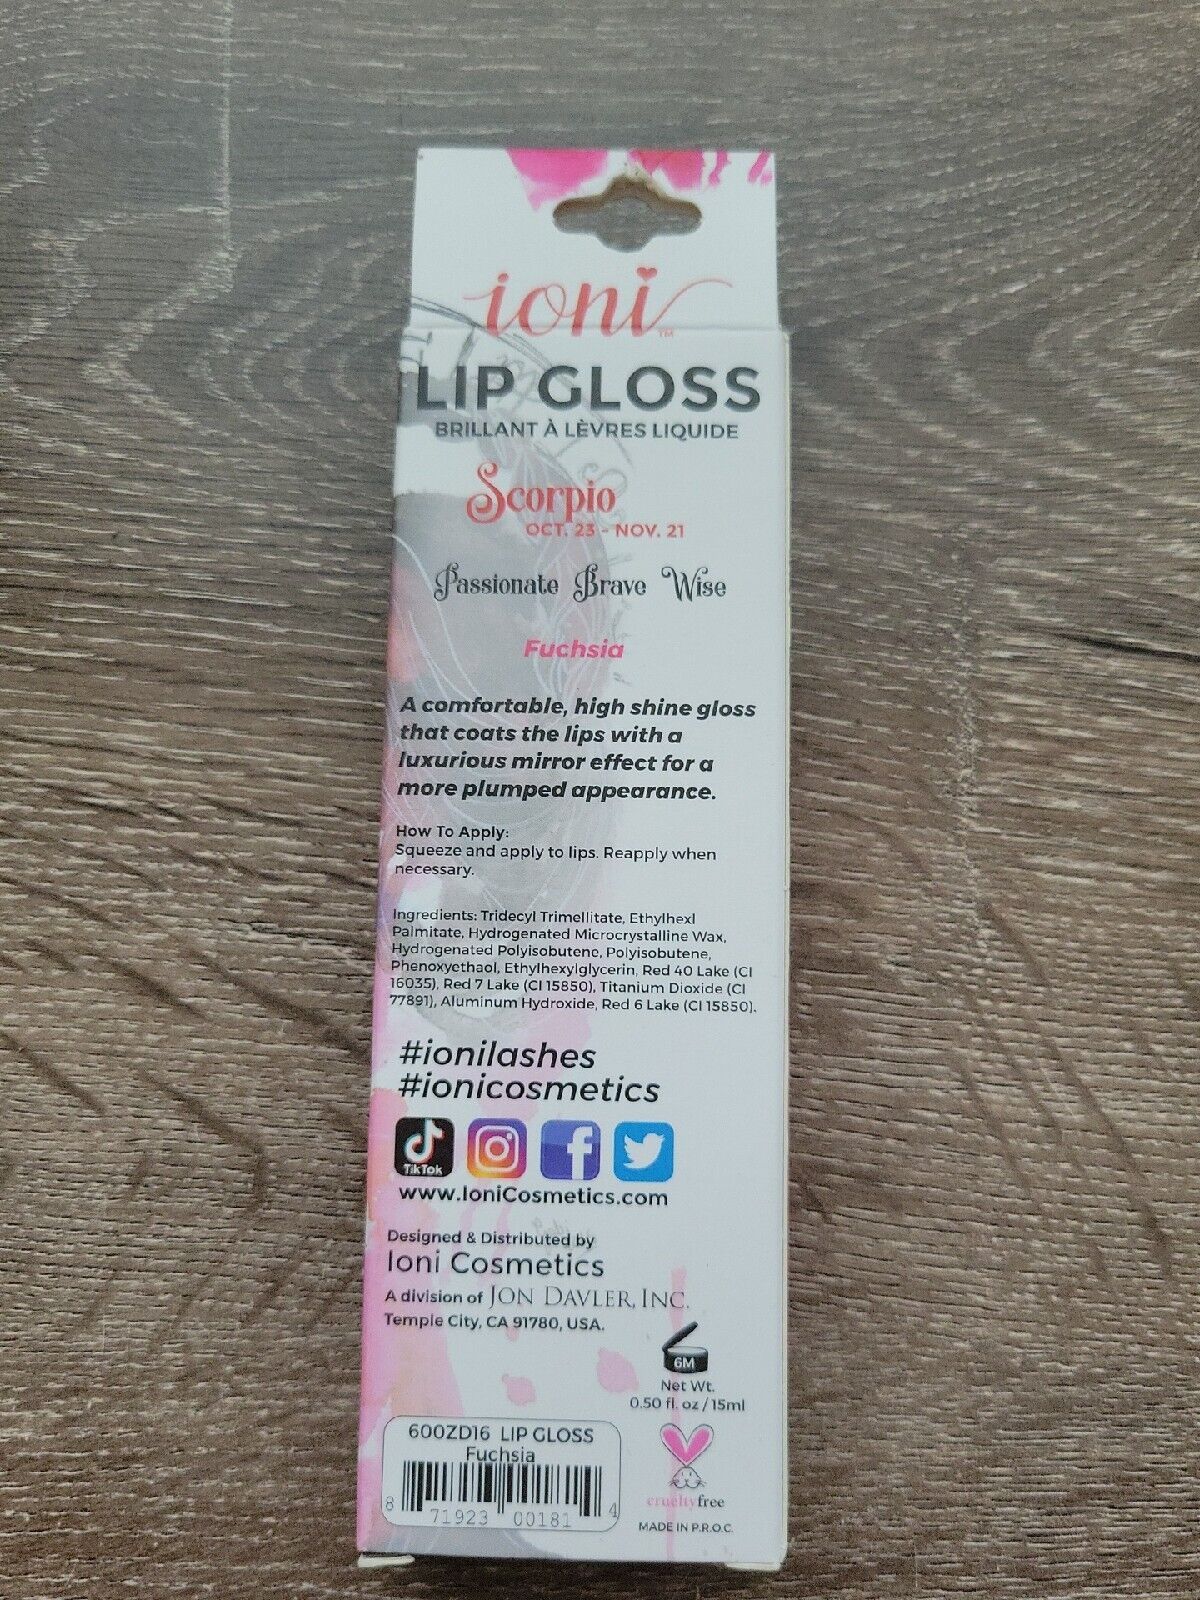 ioni™
LIP GLOSS
BRILLANT À LÈVRES LIQUIDE
Scorpio
OCT. 23 - NOV. 21
Passionate Brave Wise
Fuchsia
A comfortable, high shine gloss
that coats the lips with a
luxurious mirror effect for a
more plumped appearance.
How To Apply:
Squeeze and apply to lips. Reapply when
necessary.
Ingredients: Tridecyl Trimellitate, Ethylhexl
Palmitate, Hydrogenated Microcrystalline Wax,
Hydrogenated Polyisobutene, Polyisobutene,
Phenoxyethaol, Ethylhexylglycerin, Red 40 Lake (CI
16035), Red 7 Lake (CI 15850), Titanium Dioxide (CI
77891), Aluminum Hydroxide, Red 6 Lake (CI 15850).
#ionilashes
#ionicosmetics
TikTok
www.IoniCosmetics.com
Designed & Distributed by
Ioni Cosmetics
A division of JON DAVLER, INC.
Temple City, CA 91780, USA.
6M
Net Wt.
0.50 fl. oz / 15ml
600ZD16 LIP GLOSS
Fuchsia
8 71923 00181 4
crueltyfree
MADE IN P.R.O.C.